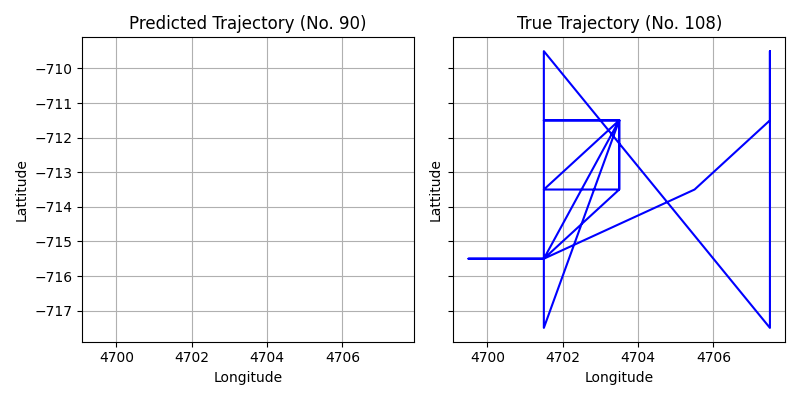 Predicted Trajectory (No. 90)
True Trajectory (No. 108)
−710
−711
−712
−713
−714
−715
−716
−717
Lattitude
Lattitude
4700 4702 4704 4706
4700 4702 4704 4706
Longitude
Longitude